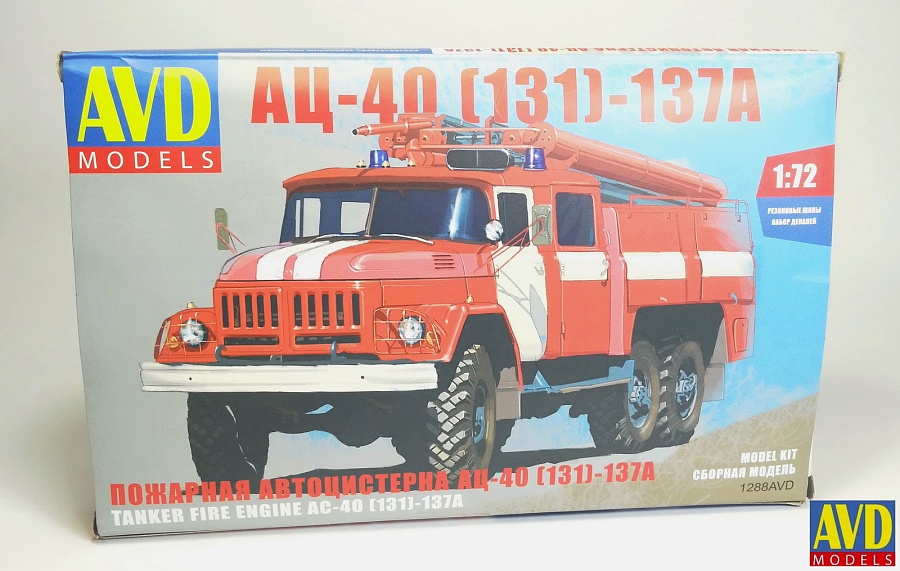 AVD
MODELS
АЦ-40 (131)-137А
1:72
РЕЗИНОВЫЕ ШИНЫ
НАБОР ДЕТАЛЕЙ
ПОЖАРНАЯ АВТОЦИСТЕРНА АЦ-40 (131)-137А
TANKER FIRE ENGINE AC-40 (131)-137A
MODEL KIT
СБОРНАЯ МОДЕЛЬ
1288AVD
AVD
MODELS